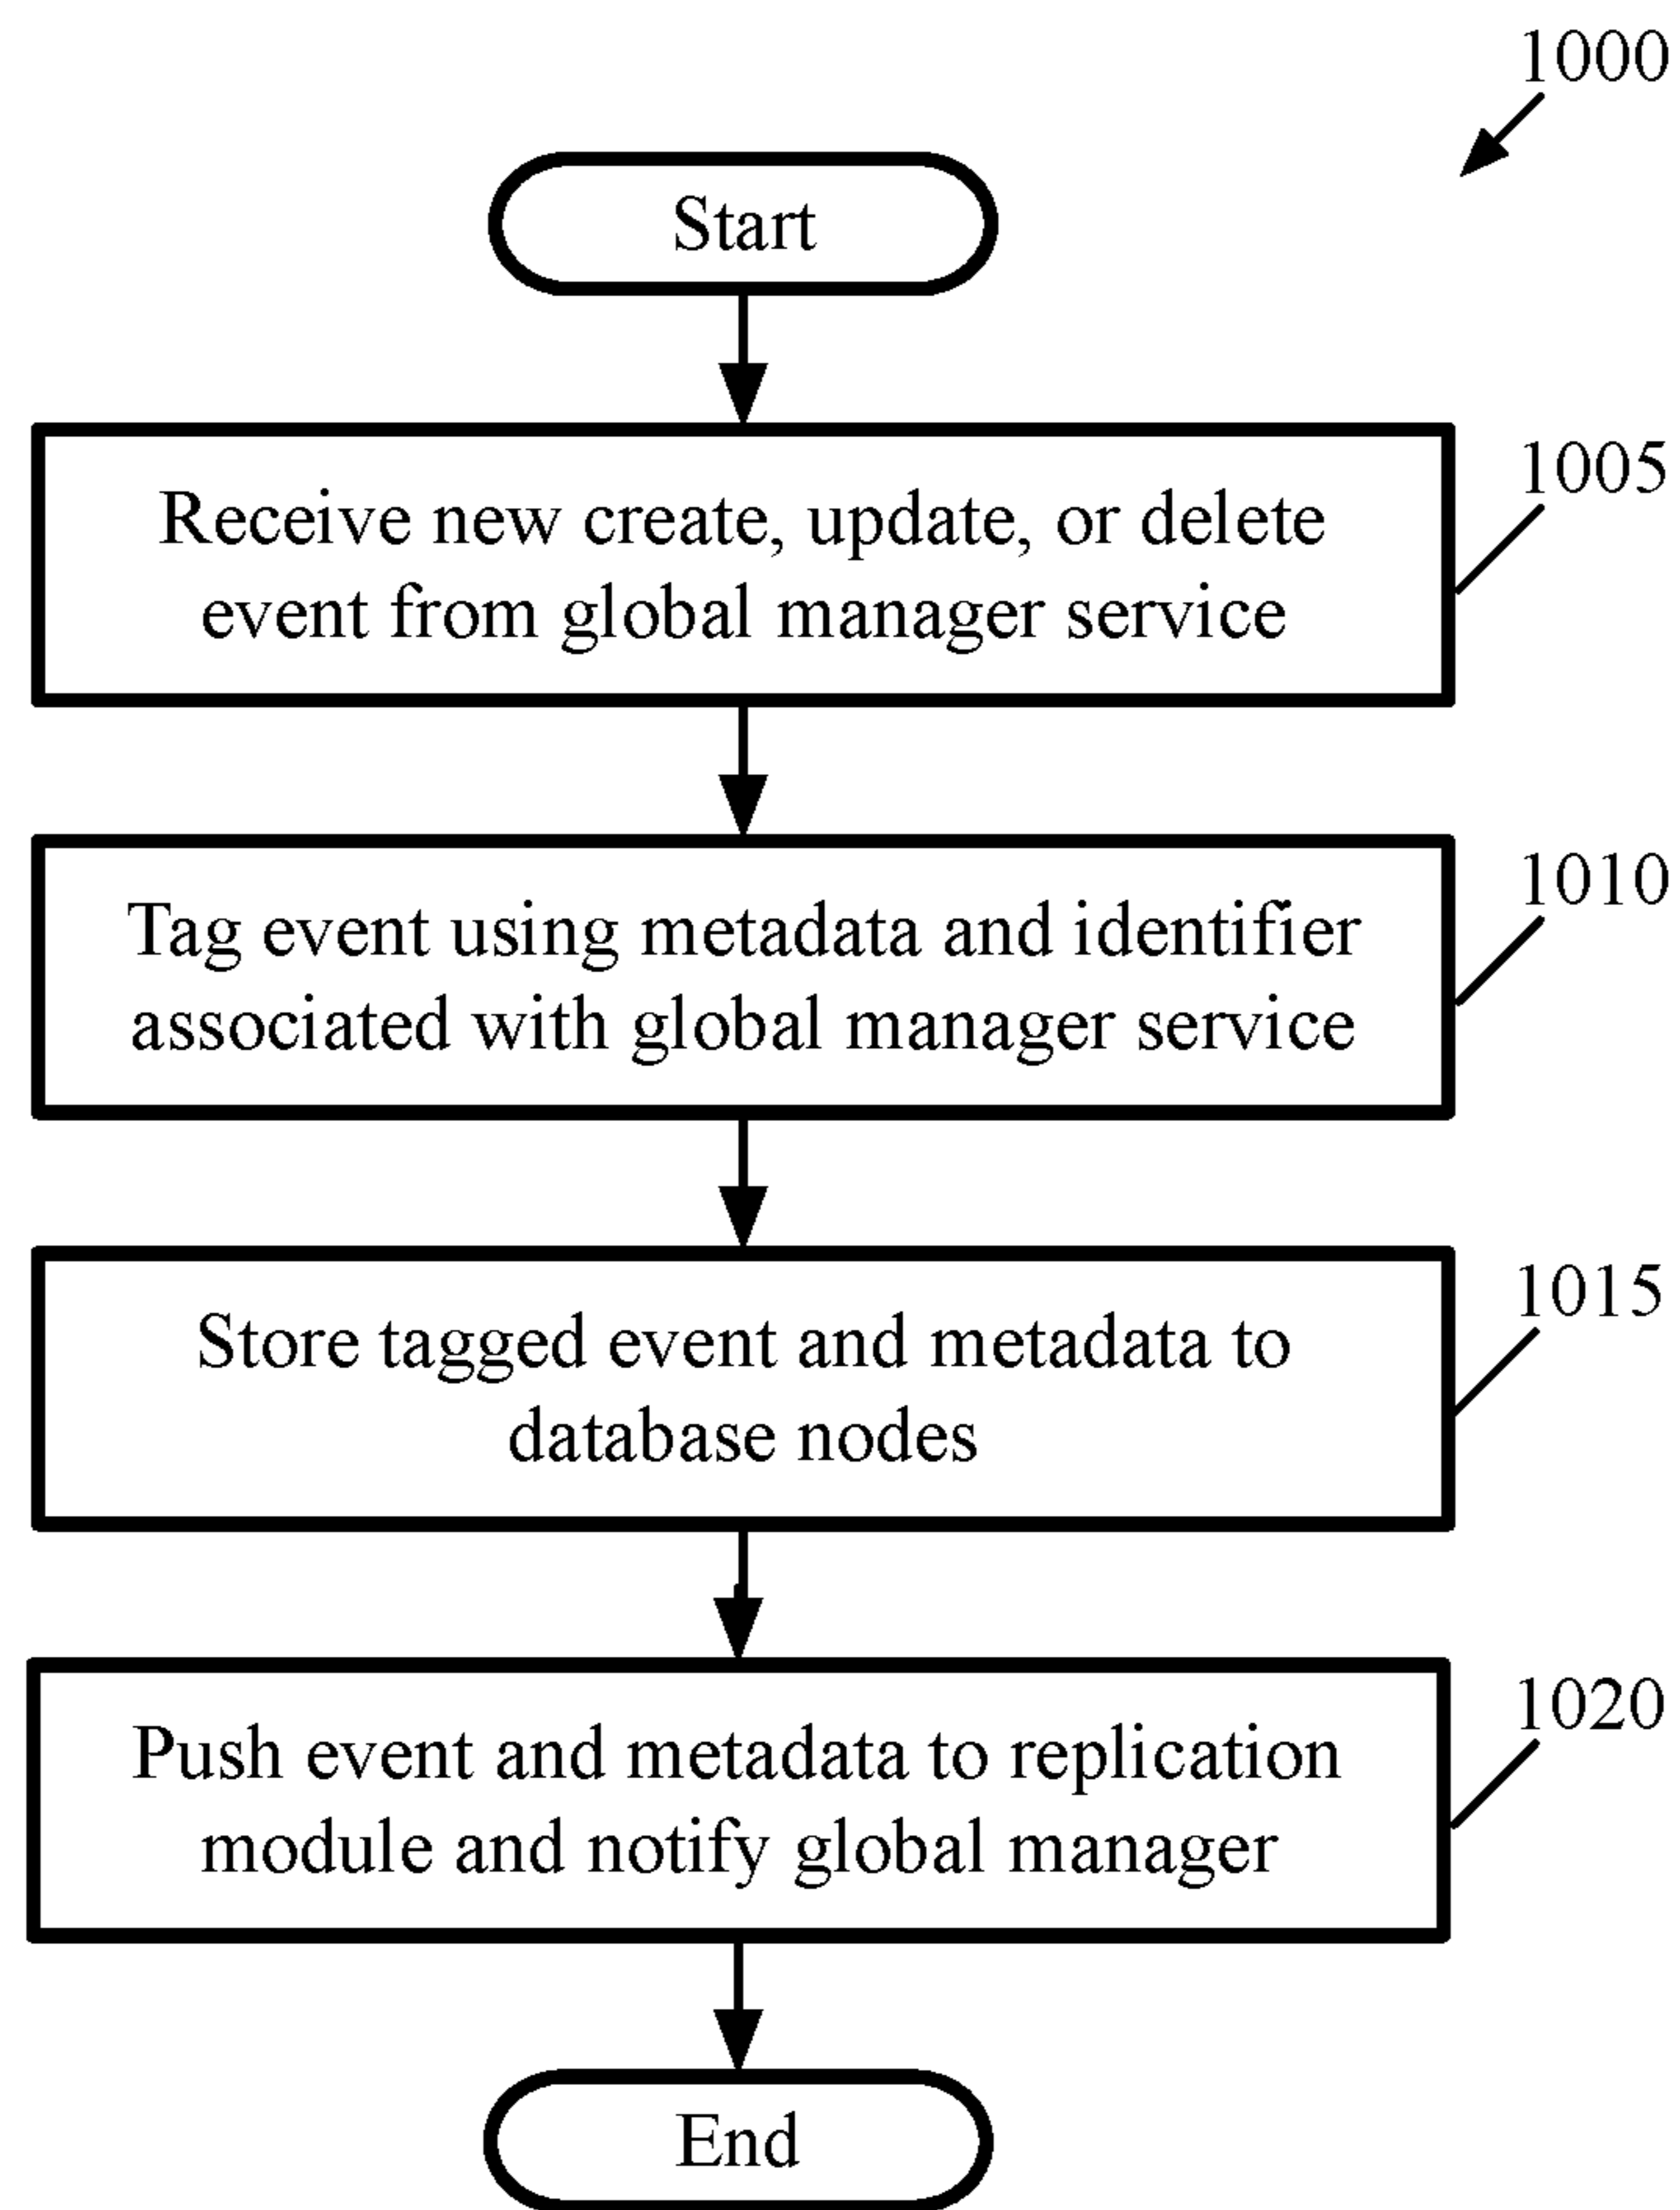 1000
Start
Receive new create, update, or delete
event from global manager service
1005
Tag event using metadata and identifier
associated with global manager service
1010
Store tagged event and metadata to
database nodes
1015
Push event and metadata to replication
module and notify global manager
1020
End